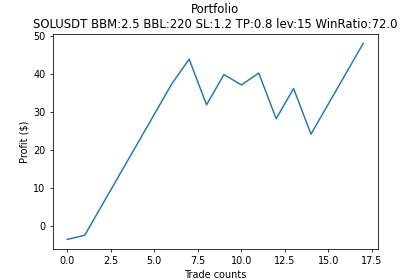 Portfolio
SOLUSDT BBM:2.5 BBL:220 SL:1.2 TP:0.8 lev:15 WinRatio:72.0
50
40
30
20
10
0
Profit ($)
0.0 2.5 5.0 7.5 10.0 12.5 15.0 17.5
Trade counts